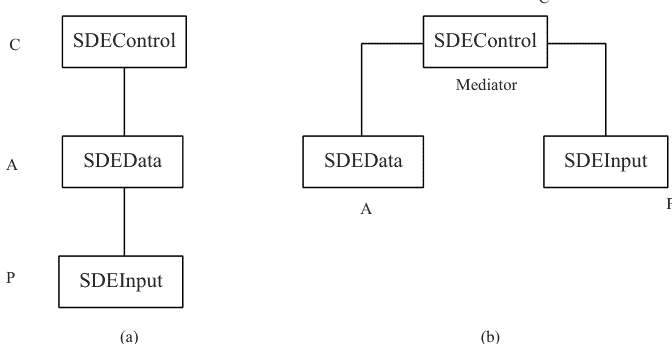 C
SDEControl
A
SDEData
P
SDEInput
(a)
SDEControl
Mediator
SDEData
SDEInput
A
(b)